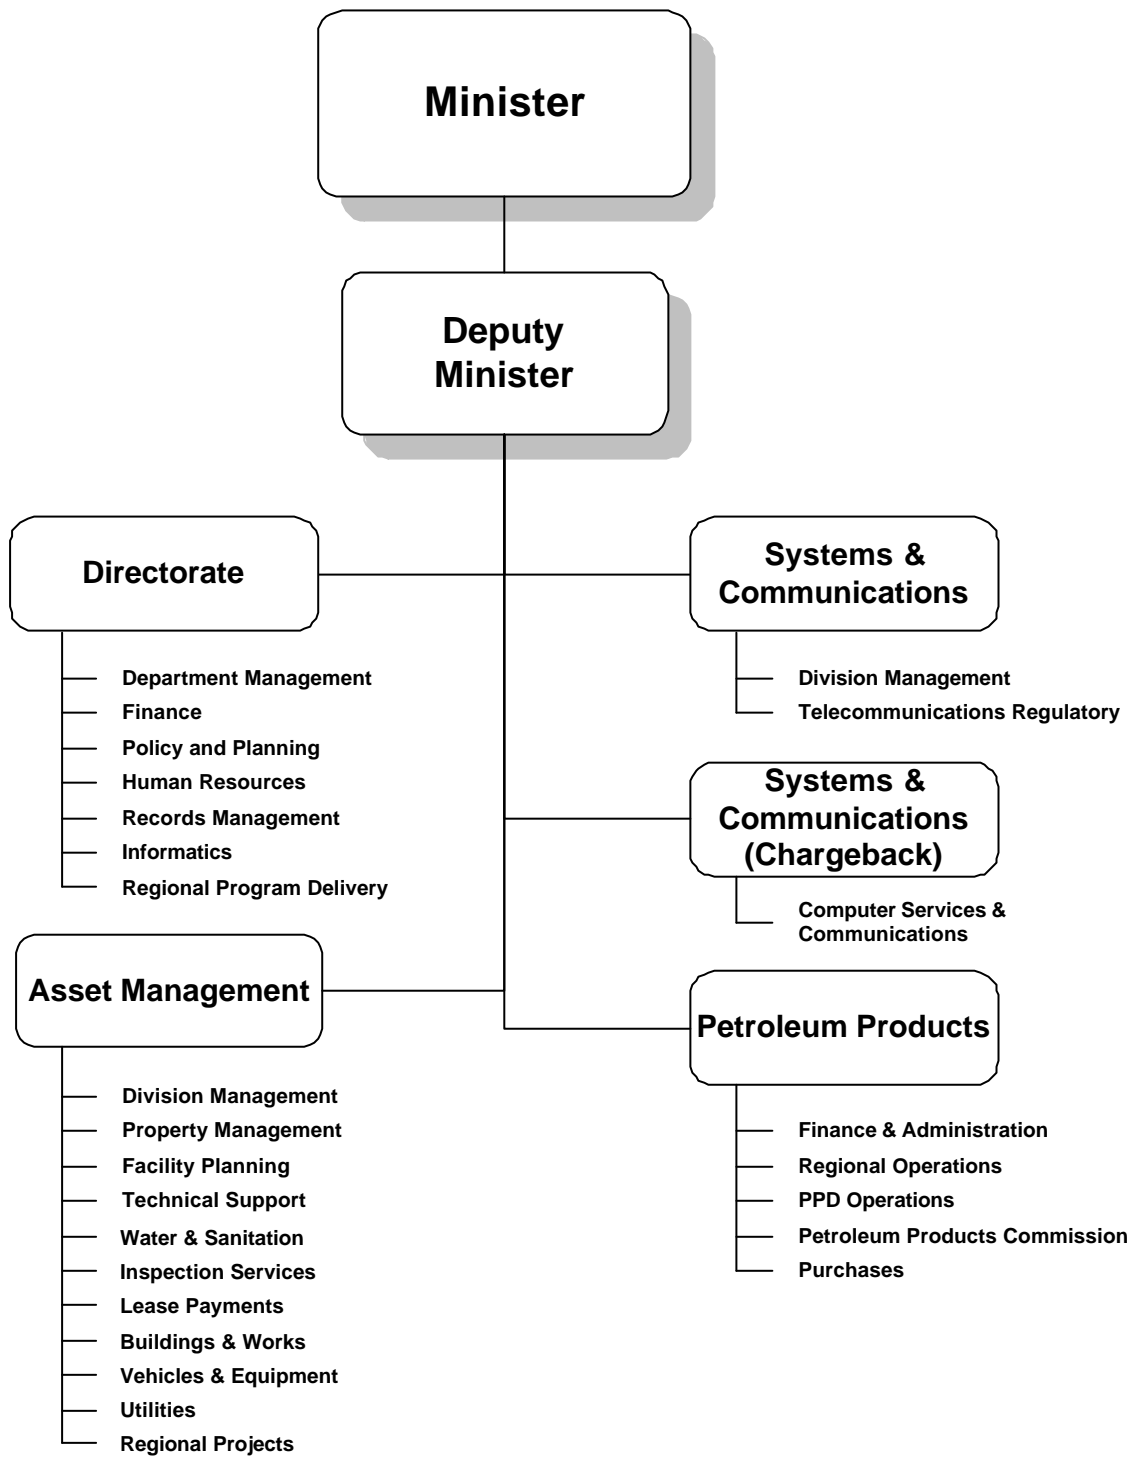 Minister
Deputy
Minister
Directorate
Department Management
Finance
Policy and Planning
Human Resources
Records Management
Informatics
Regional Program Delivery
Systems &
Communications
Division Management
Telecommunications Regulatory
Systems &
Communications
(Chargeback)
Computer Services &
Communications
Asset Management
Division Management
Property Management
Facility Planning
Technical Support
Water & Sanitation
Inspection Services
Lease Payments
Buildings & Works
Vehicles & Equipment
Utilities
Regional Projects
Petroleum Products
Finance & Administration
Regional Operations
PPD Operations
Petroleum Products Commission
Purchases